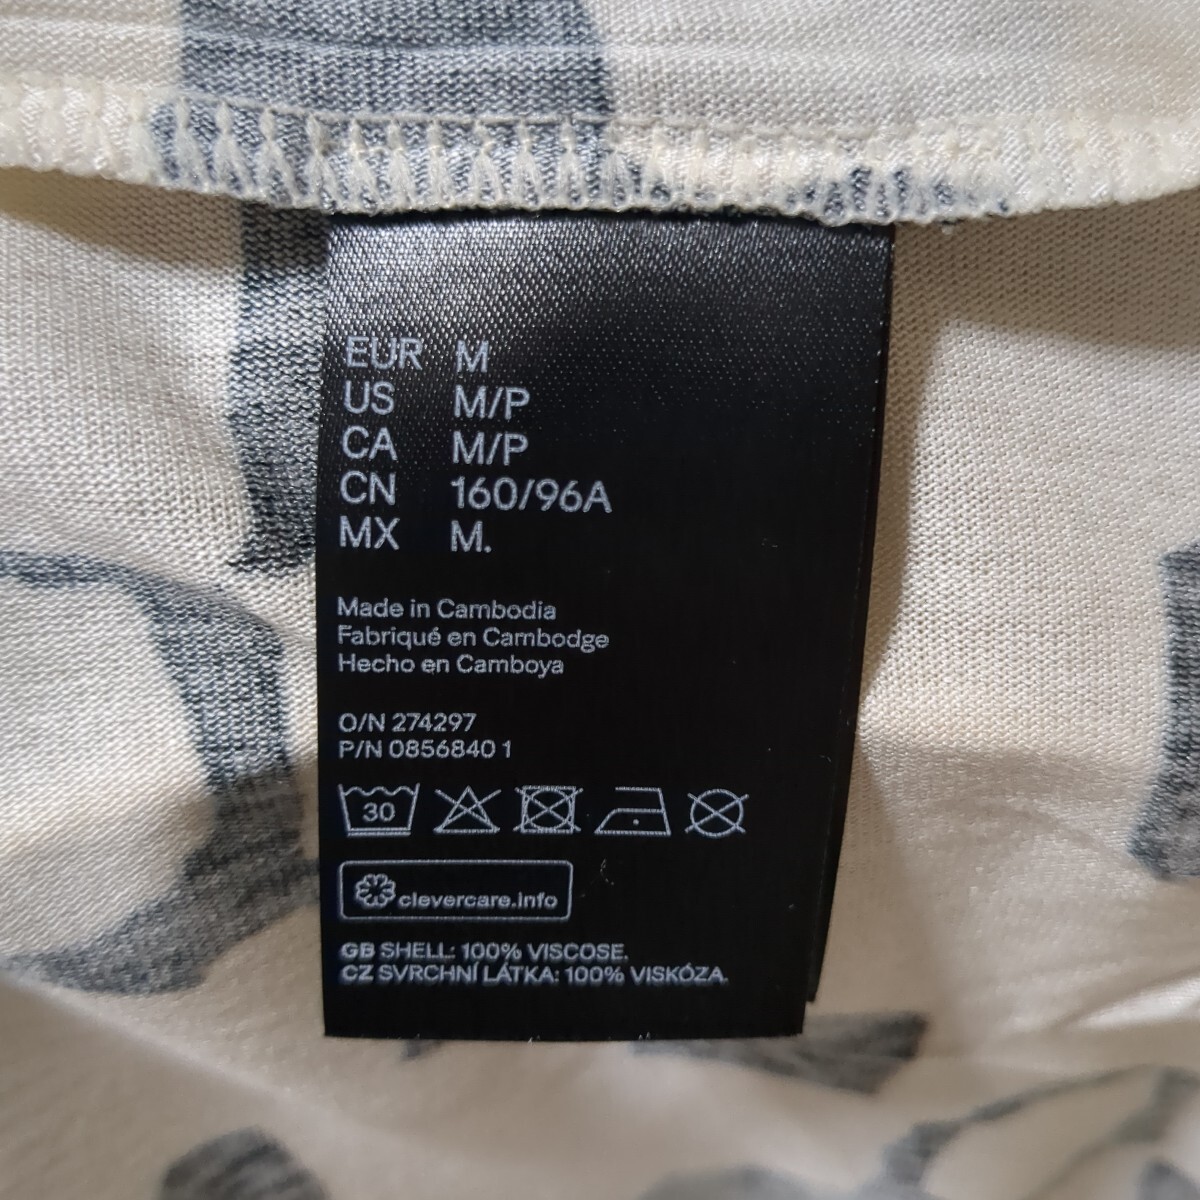 EUR M
US M/P
CA M/P
CN 160/96A
MX M.
Made in Cambodia
Fabriqué en Cambodge
Hecho en Camboya
O/N 274297
P/N 0856840 1
30
clevercare.info
GB SHELL: 100% VISCOSE.
CZ SVRCHNÍ LÁTKA: 100% VISKÓZA.